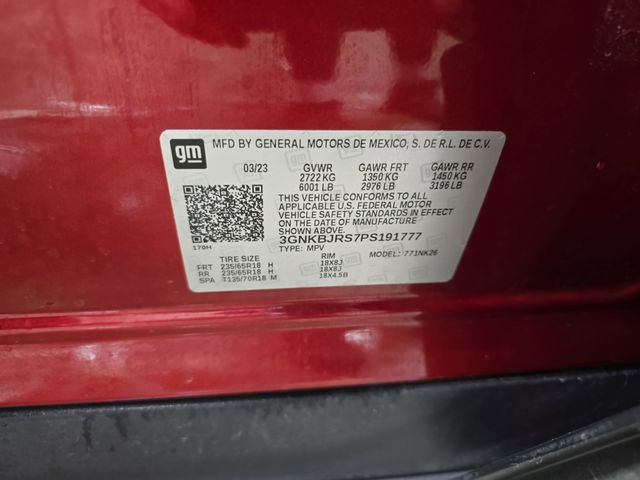 gm
MFD BY GENERAL MOTORS DE MEXICO, S. DE R.L. DE C.V.
03/23 GVWR GAWR FRT GAWR RR
2722 KG 1350 KG 1450 KG
6001 LB 2976 LB 3196 LB
THIS VEHICLE CONFORMS TO ALL
APPLICABLE U.S. FEDERAL MOTOR
VEHICLE SAFETY STANDARDS IN EFFECT
ON THE DATE OF MANUFACTURE SHOWN ABOVE.
3GNKBJRS7PS191777
170H
TYPE: MPV MODEL: 771NK26
TIRE SIZE RIM
FRT 235/65R18 H 18X8J
RR 235/65R18 H 18X8J
SPA T135/70R18 M 18X4.5B